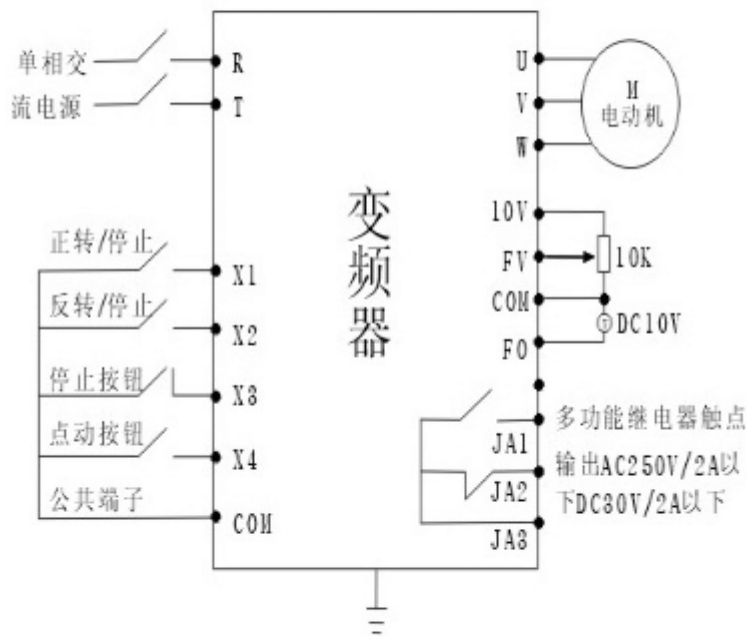 单相交
流电源
R
T
正转/停止
X1
反转/停止
X2
停止按钮
X3
点动按钮
X4
公共端子
COM
变频器
U
V
W
M
电动机
10V
FV
10K
COM
DC10V
FO
JA1
多功能继电器触点
JA2
输出AC250V/2A以
下DC30V/2A以下
JA3